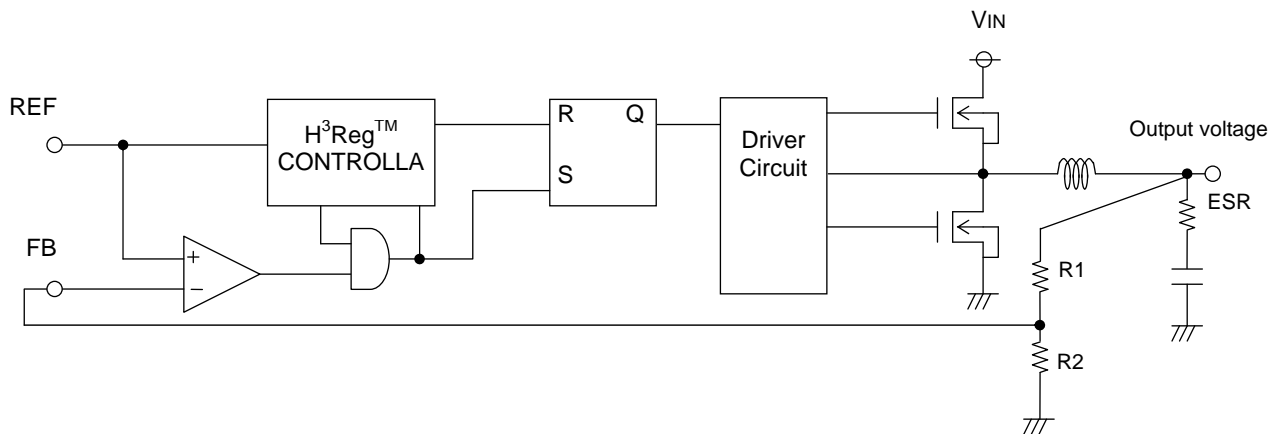 VIN
REF
H³Reg™
CONTROLLA
R
Q
S
Driver
Circuit
Output voltage
ESR
FB
+
−
R1
R2